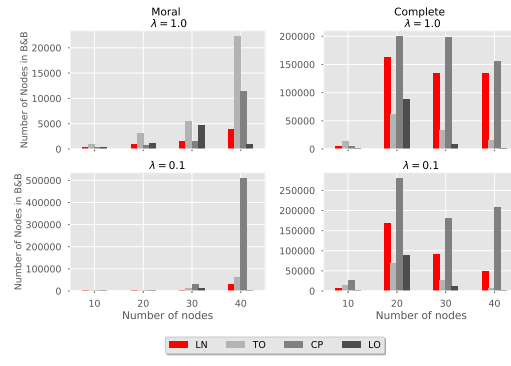 Moral
λ = 1.0
Complete
λ = 1.0
Number of Nodes in B&B
20000
15000
10000
5000
0
200000
150000
100000
50000
0
λ = 0.1
λ = 0.1
Number of Nodes in B&B
500000
400000
300000
200000
100000
0
250000
200000
150000
100000
50000
0
10 20 30 40
10 20 30 40
Number of nodes
Number of nodes
LN TO CP LO